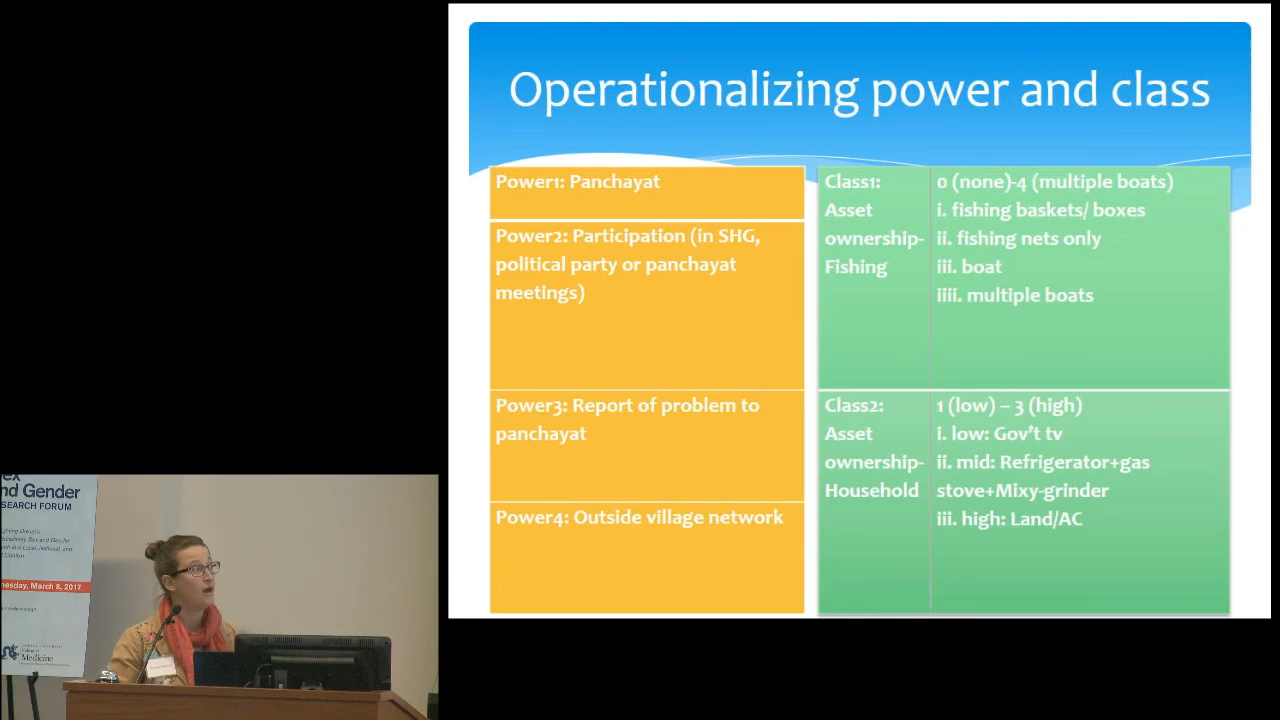 Operationalizing power and class
Power1: Panchayat
Power2: Participation (in SHG,
political party or panchayat
meetings)
Power3: Report of problem to
panchayat
Power4: Outside village network
Class1:
Asset
ownership-
Fishing
0 (none)-4 (multiple boats)
i. fishing baskets/ boxes
ii. fishing nets only
iii. boat
iiii. multiple boats
Class2:
Asset
ownership-
Household
1 (low) – 3 (high)
i. low: Gov't tv
ii. mid: Refrigerator+gas
stove+Mixy-grinder
iii. high: Land/AC
nd Gender
SEARCH FORUM
nesday, March 8, 2017
Medicine